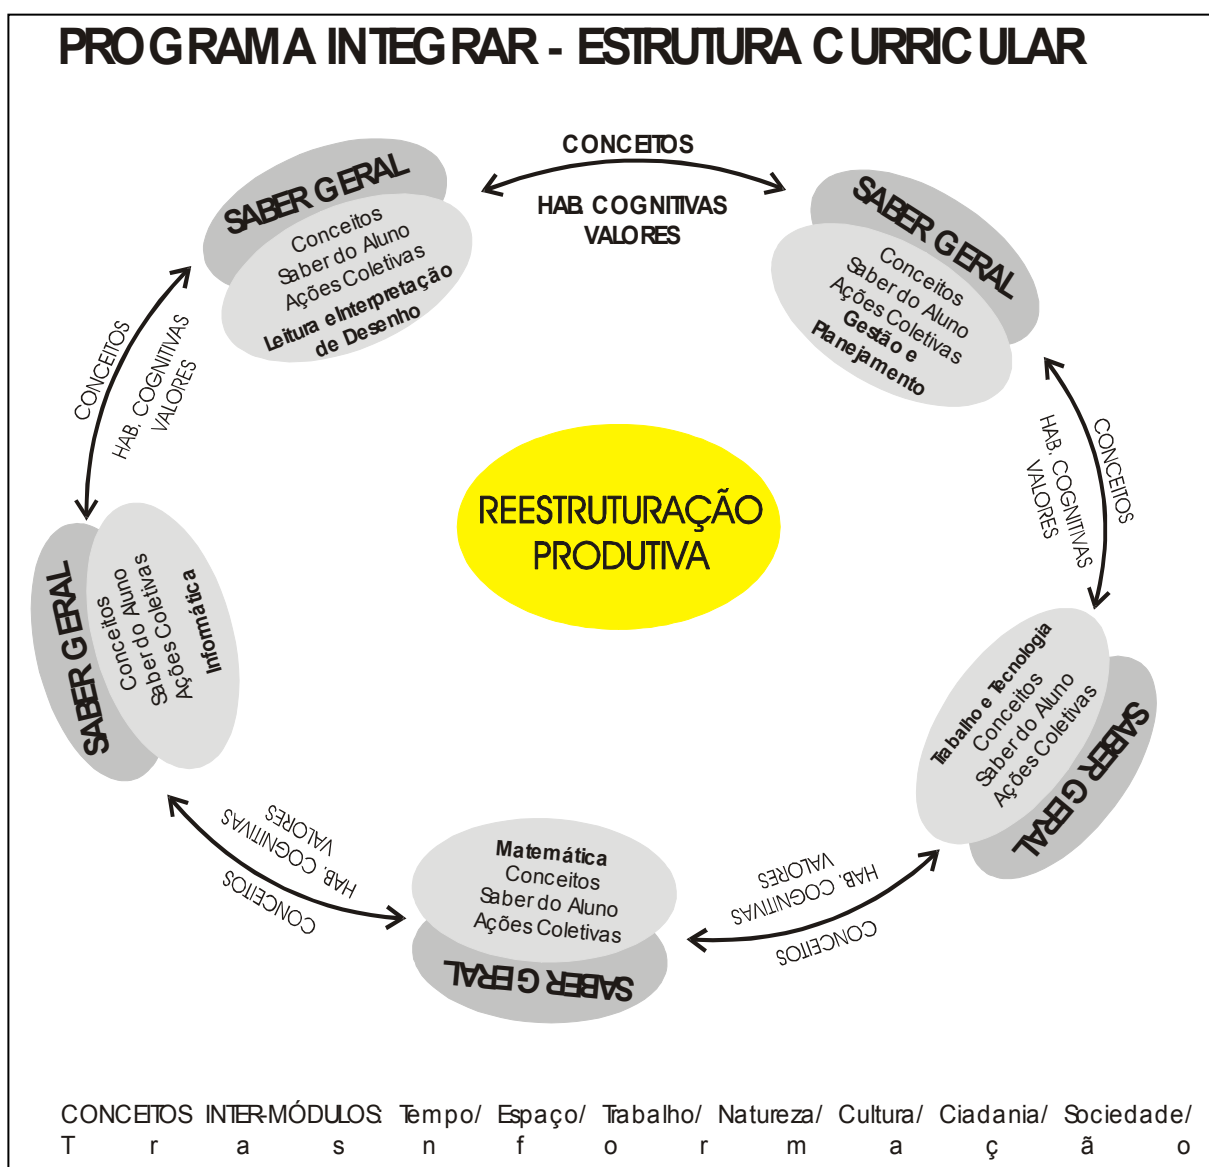 PROGRAMA INTEGRAR - ESTRUTURA CURRICULAR
CONCEITOS
HAB. COGNITIVAS
VALORES
SABER GERAL
Conceitos
Saber do Aluno
Ações Coletivas
Leitura e Interpretação
de Desenho
SABER GERAL
Conceitos
Saber do Aluno
Ações Coletivas
Gestão e
Planejamento
CONCEITOS
HAB. COGNITIVAS
VALORES
CONCEITOS
HAB. COGNITIVAS
VALORES
REESTRUTURAÇÃO
PRODUTIVA
SABER GERAL
Conceitos
Saber do Aluno
Ações Coletivas
Informática
Trabalho e Tecnologia
Conceitos
Saber do Aluno
Ações Coletivas
SABER GERAL
VALORES
HAB. COGNITIVAS
CONCEITOS
Matemática
Conceitos
Saber do Aluno
Ações Coletivas
SABER GERAL
VALORES
HAB. COGNITIVAS
CONCEITOS
CONCEITOS INTER-MÓDULOS: Tempo/ Espaço/ Trabalho/ Natureza/ Cultura/ Ciadania/ Sociedade/
T r a s n f o r m a ç ã o